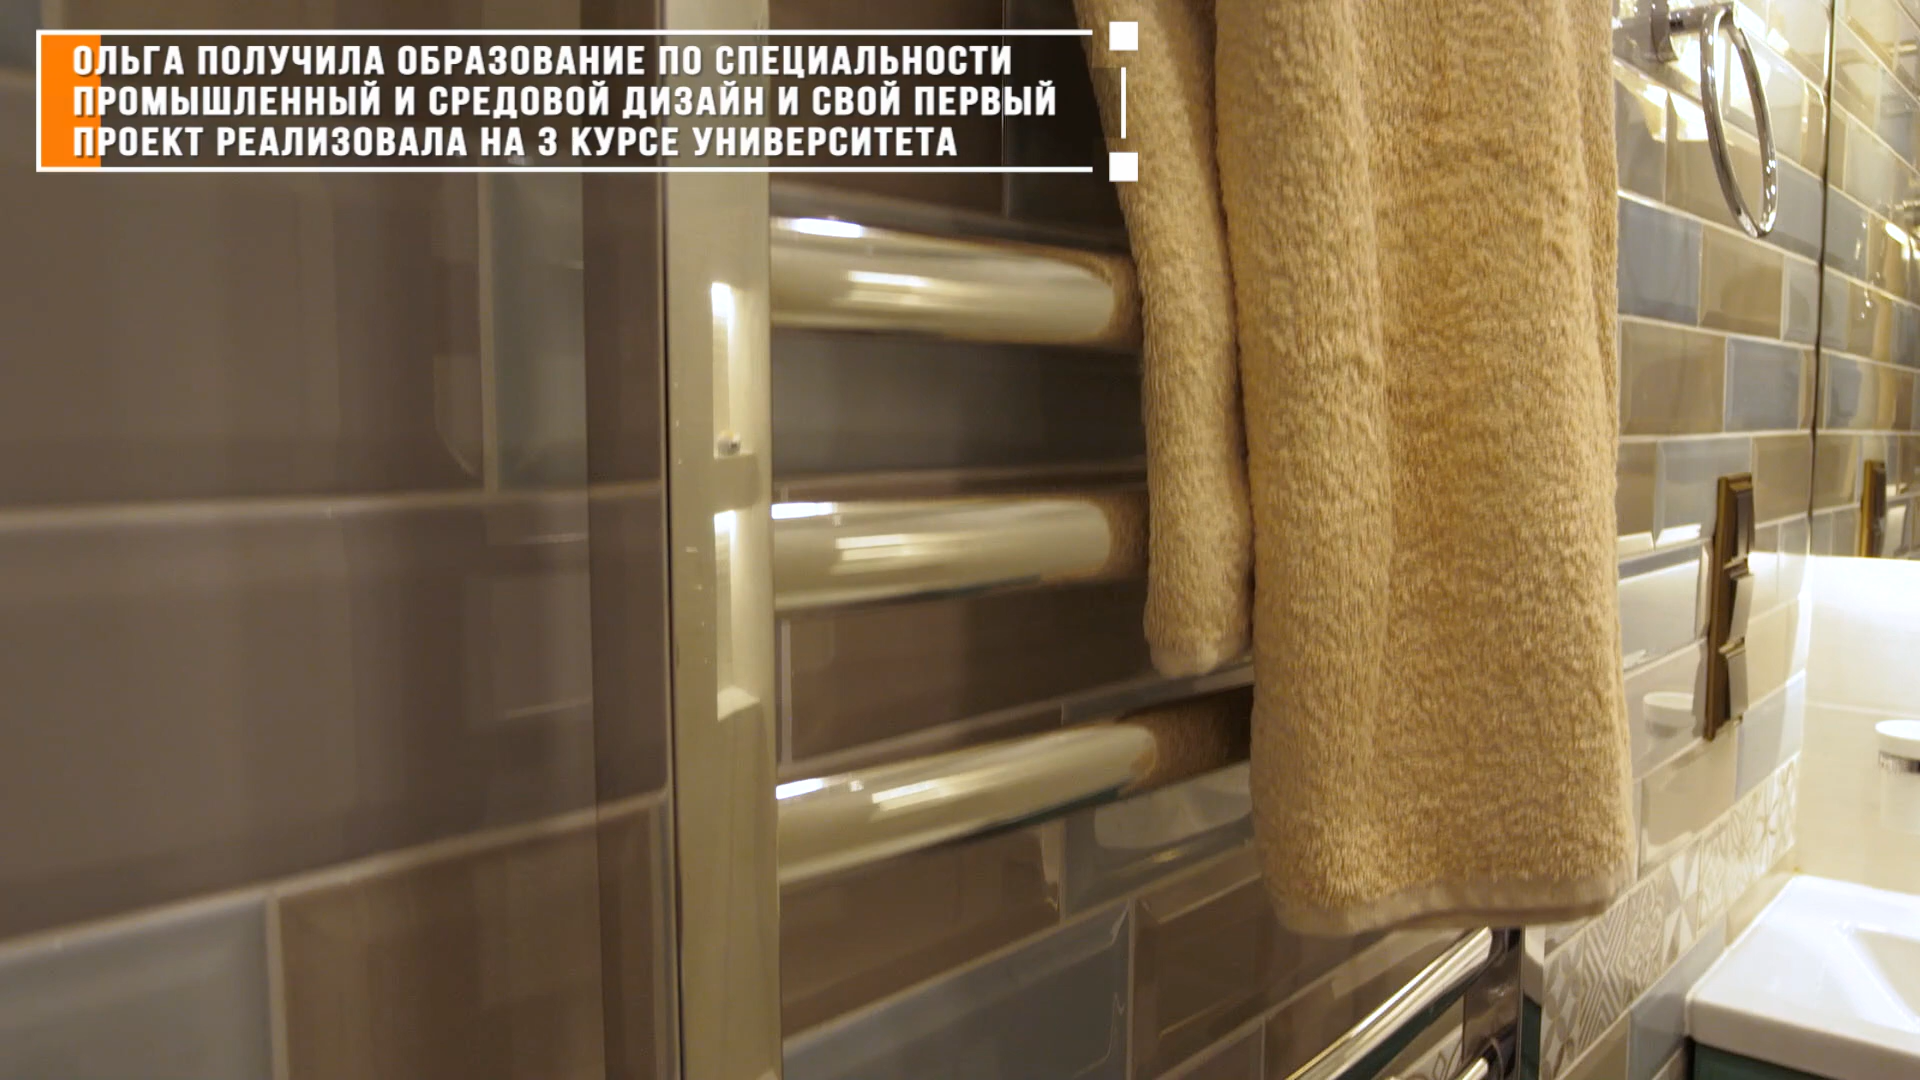 ОЛЬГА ПОЛУЧИЛА ОБРАЗОВАНИЕ ПО СПЕЦИАЛЬНОСТИ
ПРОМЫШЛЕННЫЙ И СРЕДОВОЙ ДИЗАЙН И СВОЙ ПЕРВЫЙ
ПРОЕКТ РЕАЛИЗОВАЛА НА 3 КУРСЕ УНИВЕРСИТЕТА